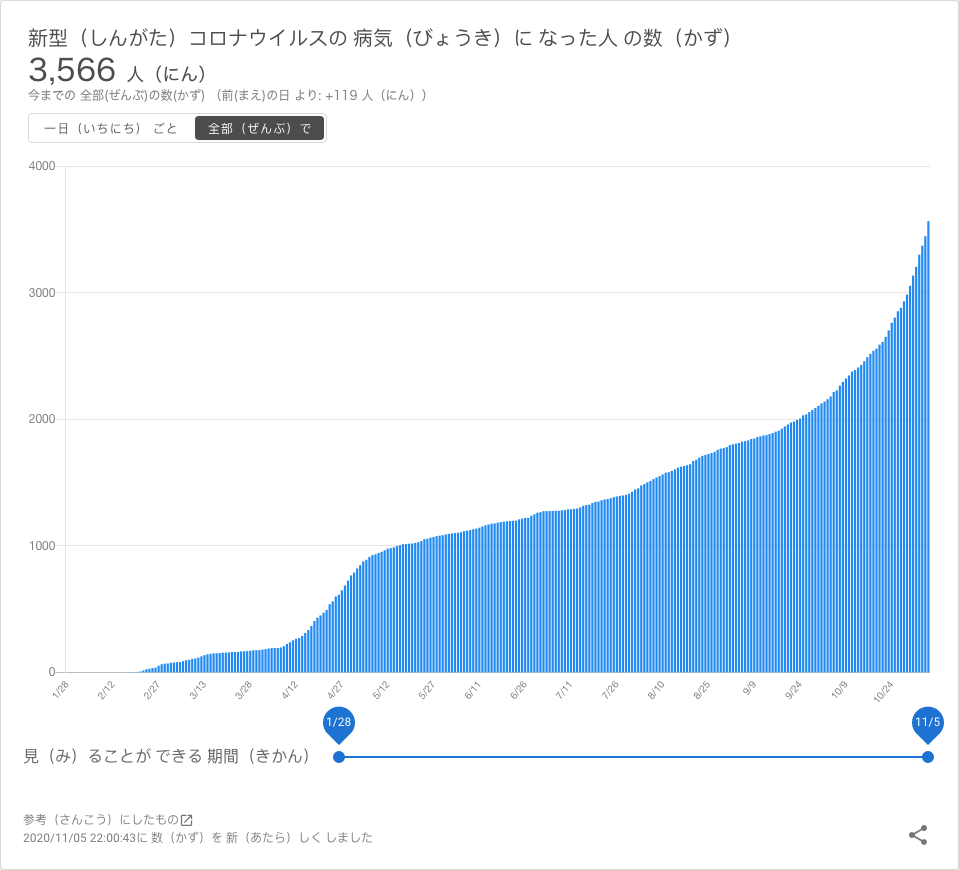 新型（しんがた）コロナウイルスの 病気（びょうき）に なった人 の数（かず）
3,566 人（にん）
今までの 全部(ぜんぶ)の数(かず) （前(まえ)の日 より: +119 人（にん））
一日（いちにち） ごと 全部（ぜんぶ）で
4000
3000
2000
1000
0
1/28 2/12 2/27 3/13 3/28 4/12 4/27 5/12 5/27 6/11 6/26 7/11 7/26 8/10 8/25 9/9 9/24 10/9 10/24
1/28 11/5
見（み）ることが できる 期間（きかん）
参考（さんこう）にしたもの
2020/11/05 22:00:43に 数（かず）を 新（あたら）しく しました